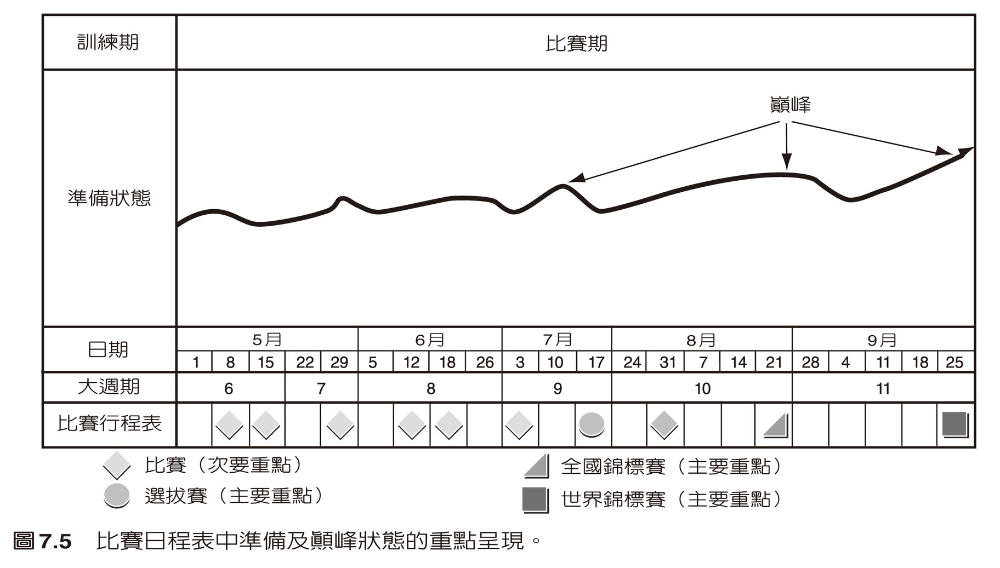 訓練期 比賽期
巔峰
準備狀態
日期 5月 6月 7月 8月 9月
1 8 15 22 29 5 12 18 26 3 10 17 24 31 7 14 21 28 4 11 18 25
大週期 6 7 8 9 10 11
比賽行程表
比賽（次要重點） 全國錦標賽（主要重點）
選拔賽（主要重點） 世界錦標賽（主要重點）
圖7.5 比賽日程表中準備及巔峰狀態的重點呈現。